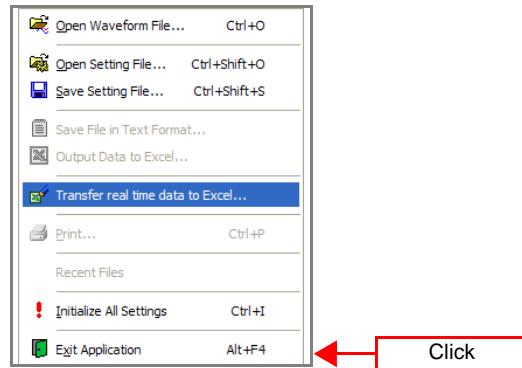 Open Waveform File... Ctrl+O
Open Setting File... Ctrl+Shift+O
Save Setting File... Ctrl+Shift+S
Save File in Text Format...
Output Data to Excel...
Transfer real time data to Excel...
Print... Ctrl+P
Recent Files
Initialize All Settings Ctrl+I
Exit Application Alt+F4
Click